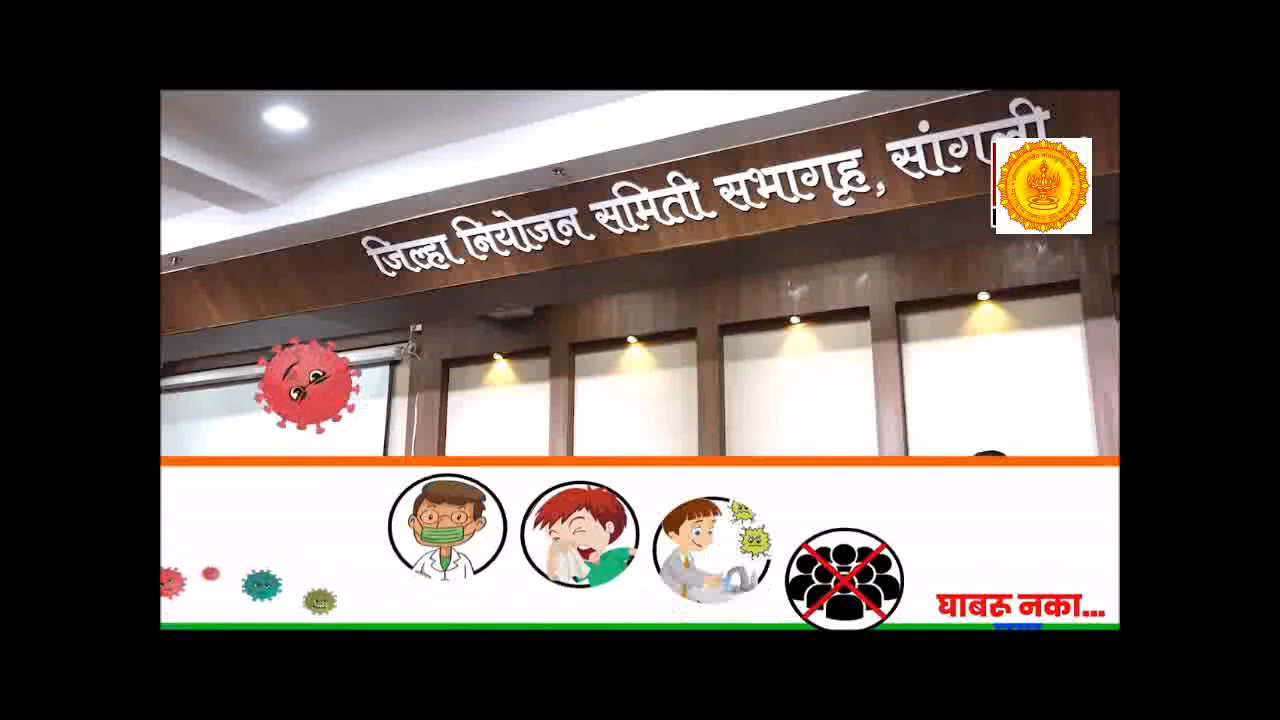 जिल्हा नियोजन समिती सभागृह, सांगली
घाबरू नका...